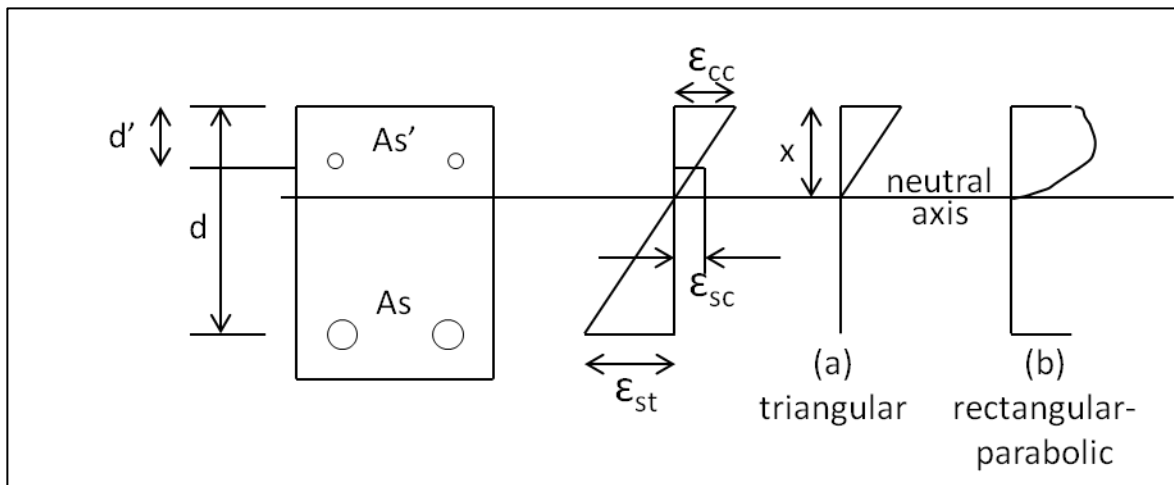 εcc
d'
As'
x
neutral
axis
d
εsc
As
εst
(a)
triangular
(b)
rectangular-
parabolic